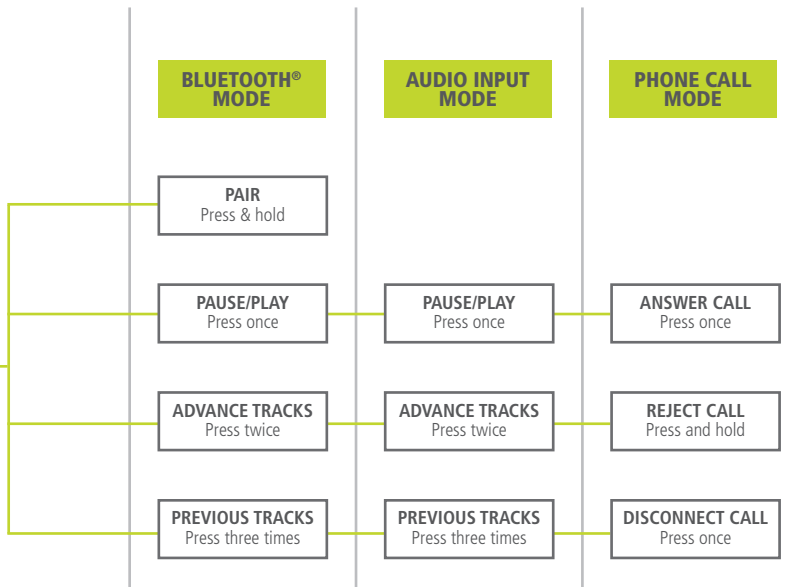 BLUETOOTH®
MODE
AUDIO INPUT
MODE
PHONE CALL
MODE
PAIR
Press & hold
PAUSE/PLAY
Press once
PAUSE/PLAY
Press once
ANSWER CALL
Press once
ADVANCE TRACKS
Press twice
ADVANCE TRACKS
Press twice
REJECT CALL
Press and hold
PREVIOUS TRACKS
Press three times
PREVIOUS TRACKS
Press three times
DISCONNECT CALL
Press once